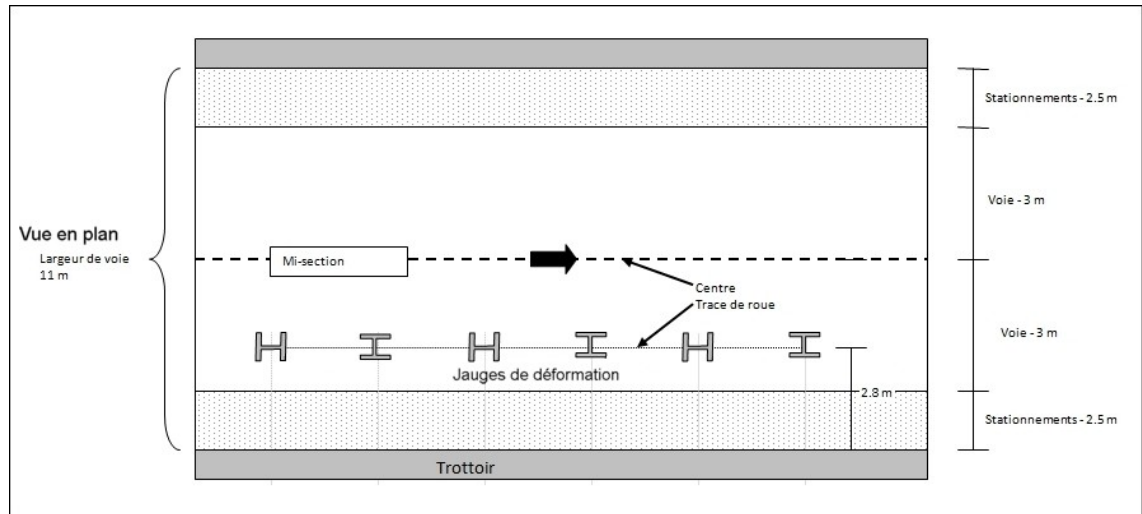 Stationnements - 2.5 m
Voie - 3 m
Vue en plan
Largeur de voie
11 m
Mi-section
Centre
Trace de roue
Voie - 3 m
Jauges de déformation
2.8 m
Stationnements - 2.5 m
Trottoir